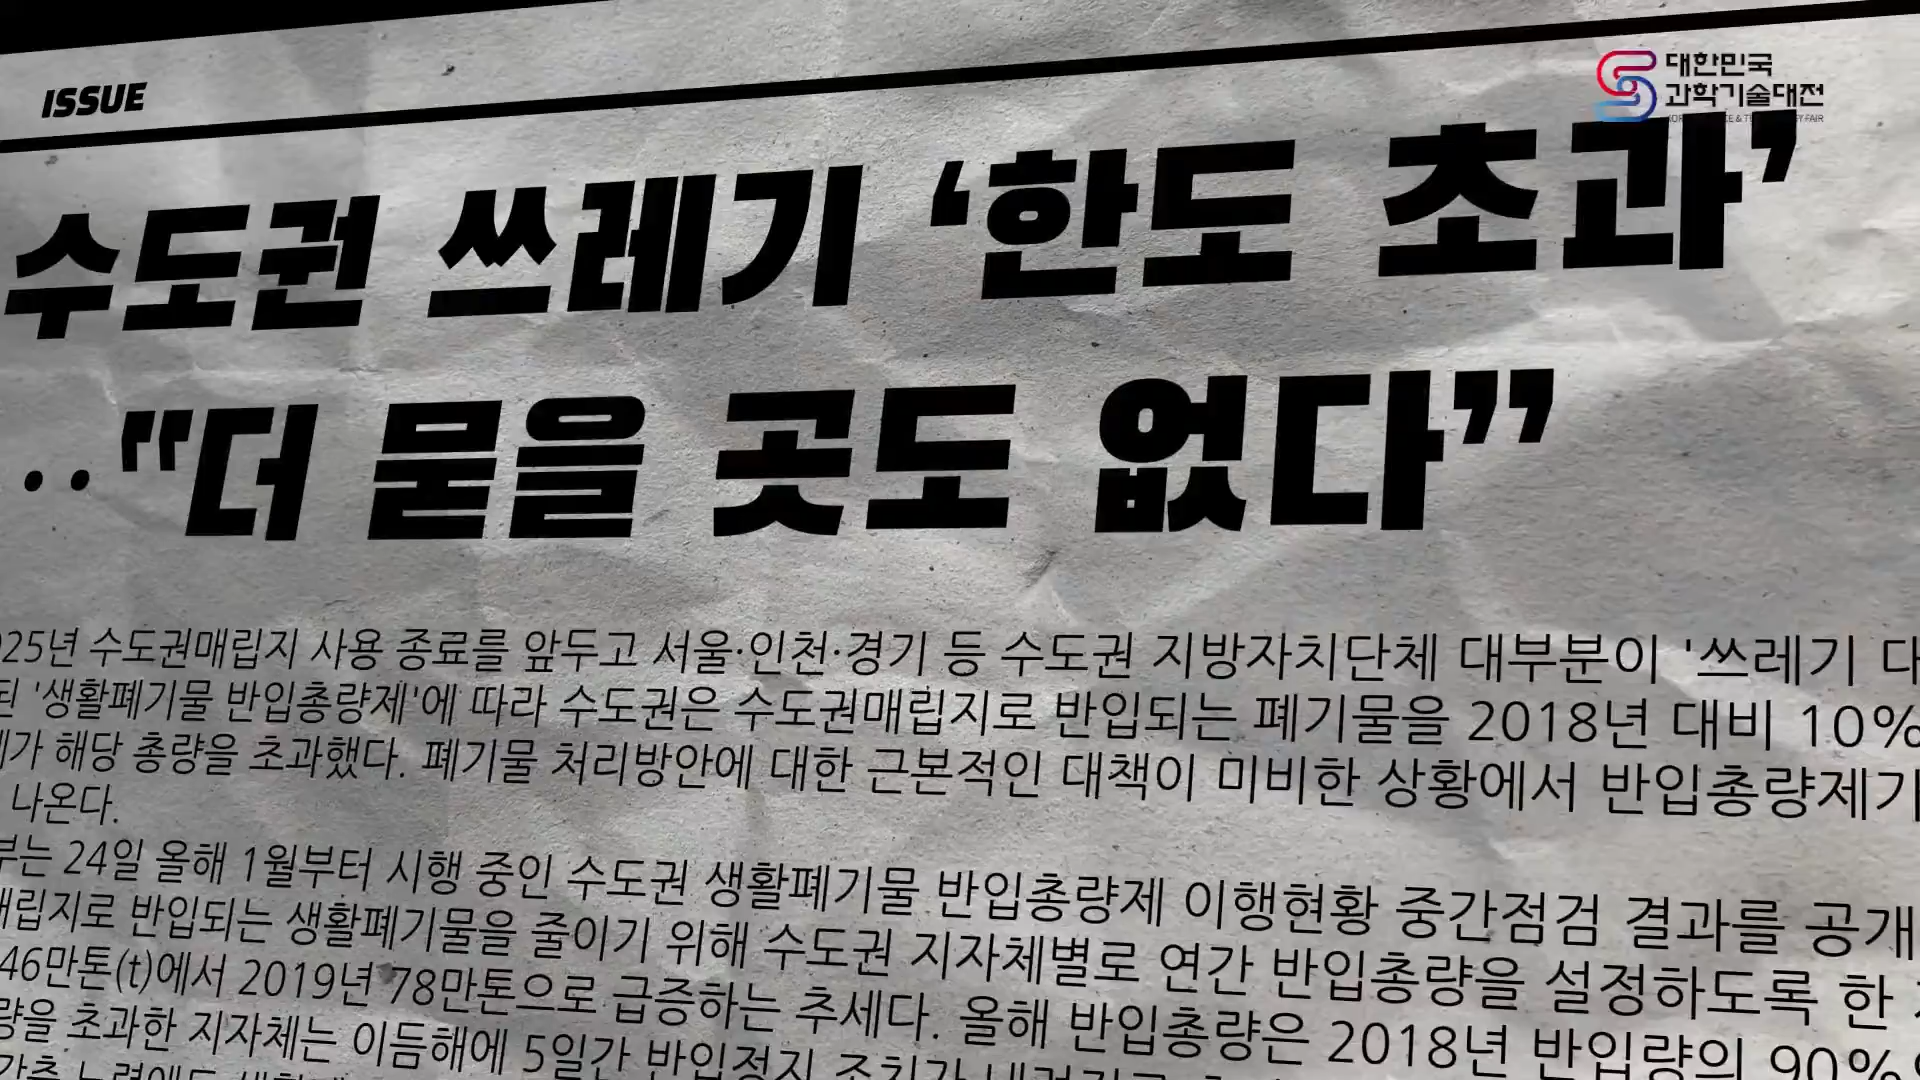 ISSUE
대한민국
과학기술대전
수도권 쓰레기 ‘한도 초과’
‥“더 묻을 곳도 없다”
025년 수도권매립지 사용 종료를 앞두고 서울·인천·경기 등 수도권 지방자치단체 대부분이 '쓰레기 대
된 '생활폐기물 반입총량제'에 따라 수도권은 수도권매립지로 반입되는 폐기물을 2018년 대비 10%
가 해당 총량을 초과했다. 폐기물 처리방안에 대한 근본적인 대책이 미비한 상황에서 반입총량제가
나온다.
부는 24일 올해 1월부터 시행 중인 수도권 생활폐기물 반입총량제 이행현황 중간점검 결과를 공개
매립지로 반입되는 생활폐기물을 줄이기 위해 수도권 지자체별로 연간 반입총량을 설정하도록 한
46만톤(t)에서 2019년 78만톤으로 급증하는 추세다. 올해 반입총량은 2018년 반입량의 90%
량을 초과한 지자체는 이듬해에 5일간 반입정지 조치가